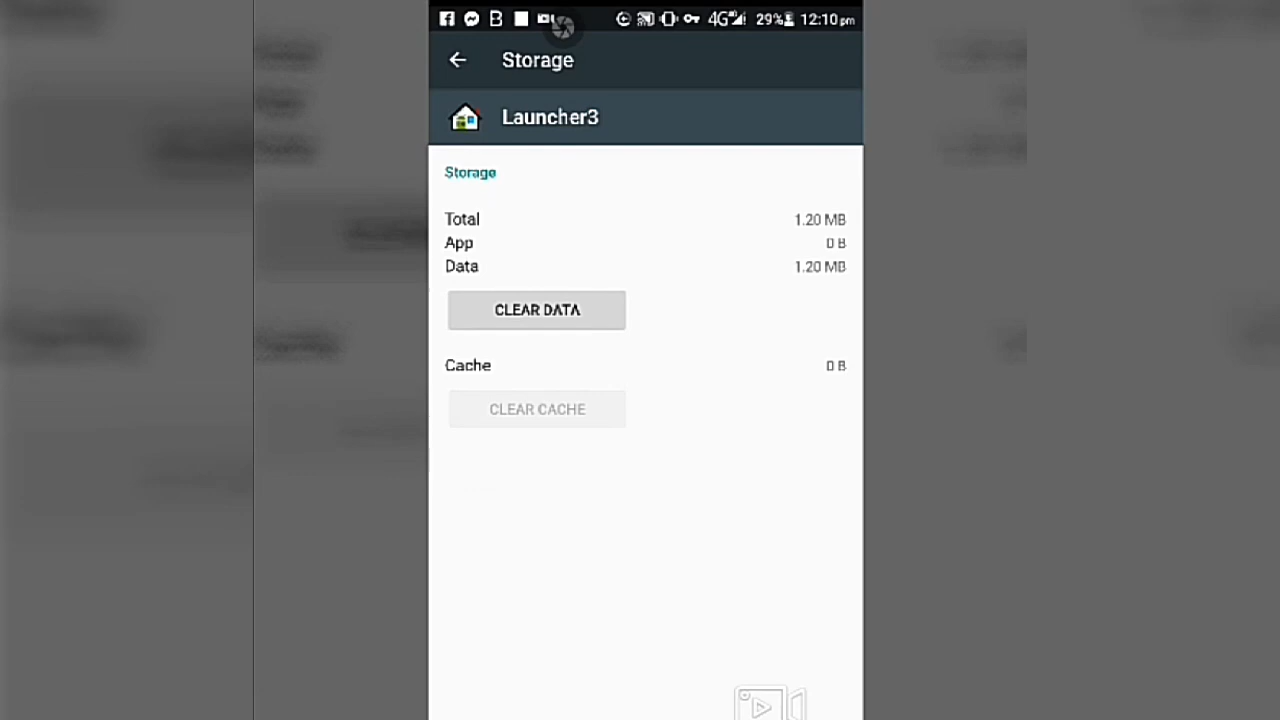 4G 29% 12:10 pm
Storage
Launcher3
Storage
Total 1.20 MB
App 0 B
Data 1.20 MB
CLEAR DATA
Cache 0 B
CLEAR CACHE